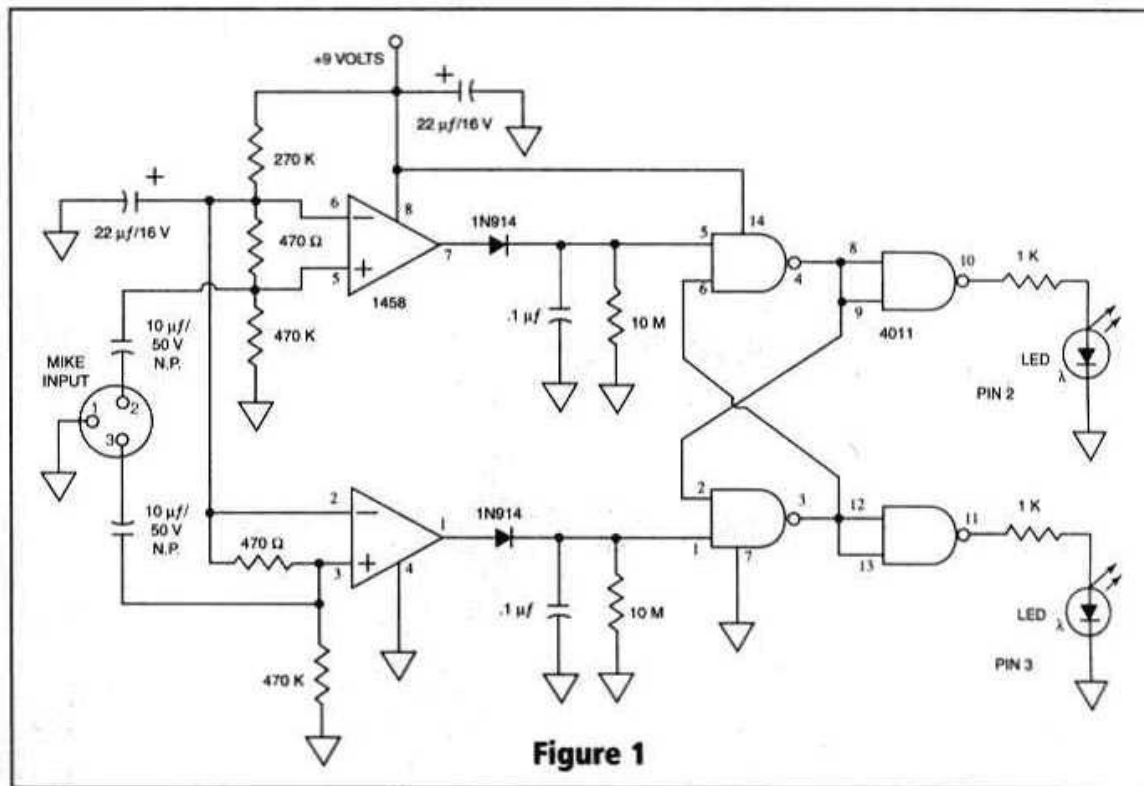 +9 VOLTS
+
22 µf/16 V
270 K
+
22 µf/16 V
6
8
470 Ω
5
7
1458
1N914
5
14
6
4
8
9
10
4011
1 K
.1 µf
10 M
LED
λ
PIN 2
470 K
10 µf/
50 V
N.P.
MIKE
INPUT
1
2
3
10 µf/
50 V
N.P.
2
1
3
4
470 Ω
1N914
2
3
1
7
12
13
11
1 K
.1 µf
10 M
LED
λ
PIN 3
470 K
Figure 1